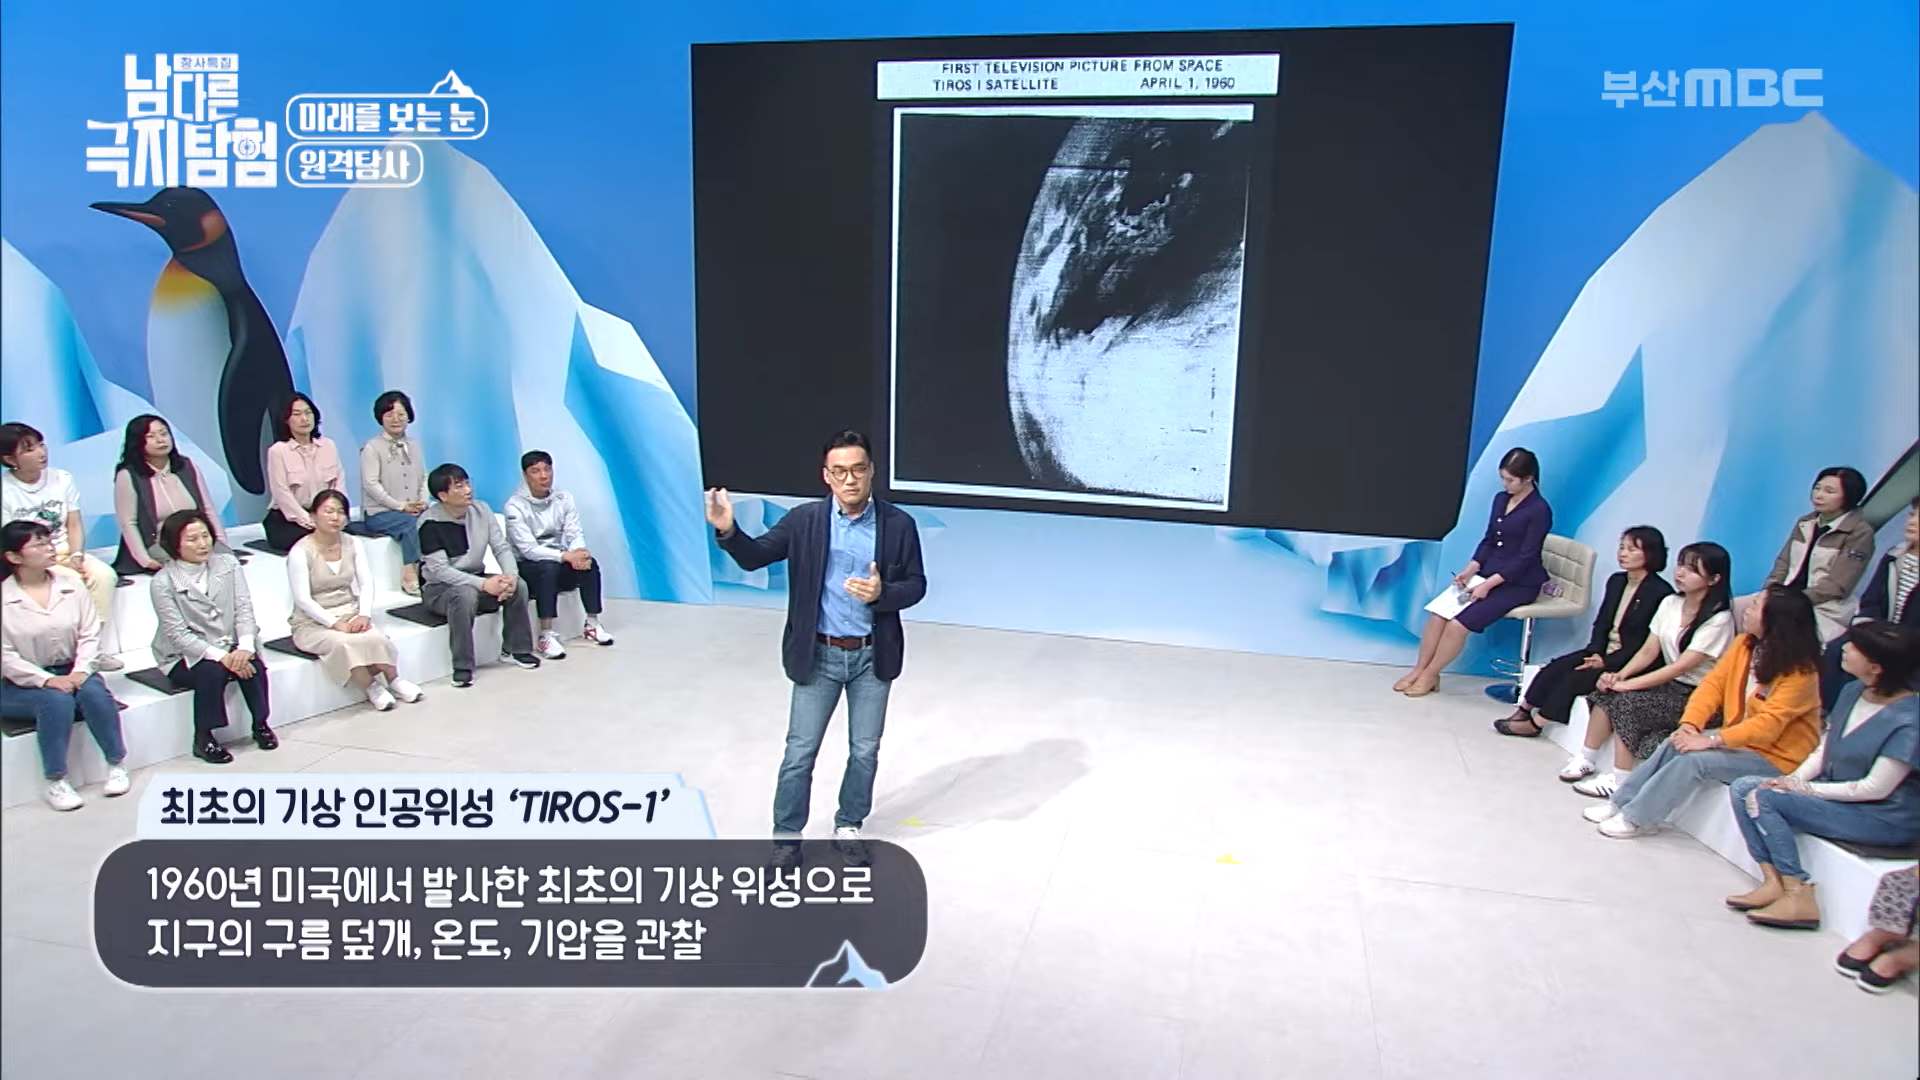 창사특집
남다른
극지탐험
미래를 보는 눈
원격탐사
부산MBC
FIRST TELEVISION PICTURE FROM SPACE
TIROS I SATELLITE APRIL 1, 1960
최초의 기상 인공위성 ‘TIROS-1’
1960년 미국에서 발사한 최초의 기상 위성으로
지구의 구름 덮개, 온도, 기압을 관찰